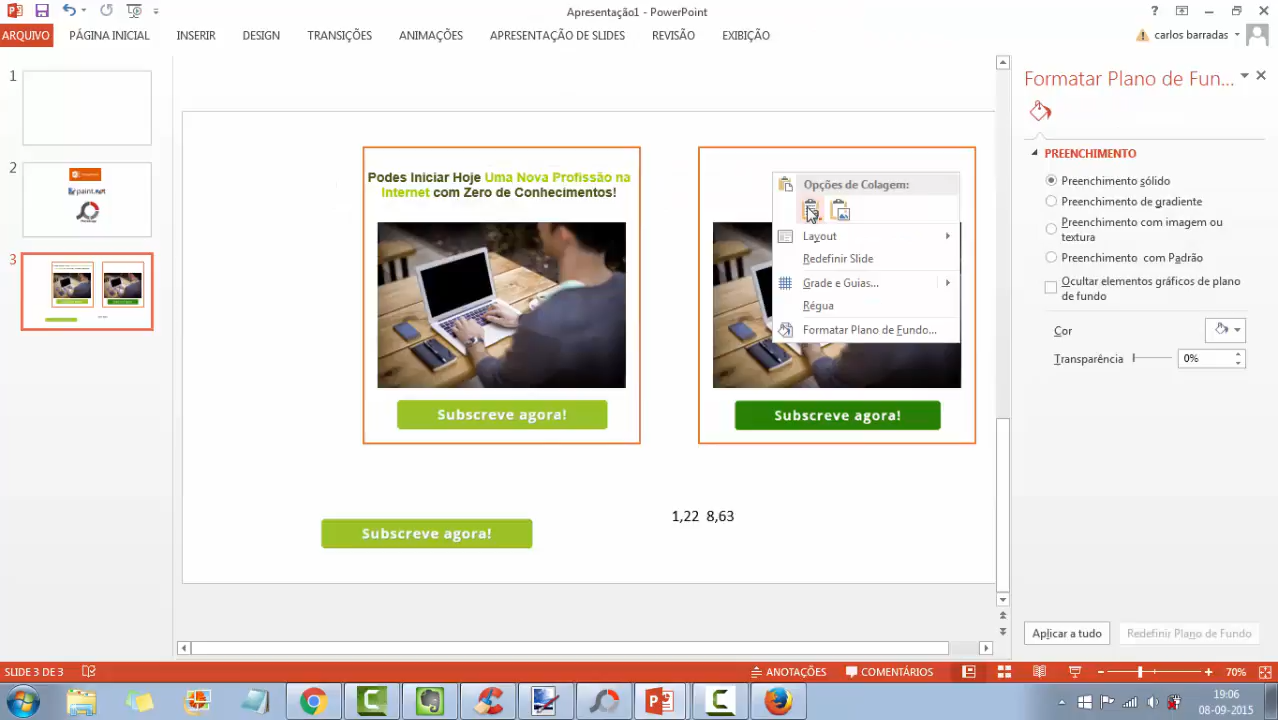 Apresentação1 - PowerPoint
?
ARQUIVO PÁGINA INICIAL INSERIR DESIGN TRANSIÇÕES ANIMAÇÕES APRESENTAÇÃO DE SLIDES REVISÃO EXIBIÇÃO carlos barradas
1
2
paint.net
3
Podes Iniciar Hoje Uma Nova Profissão na
Internet com Zero de Conhecimentos!
Subscreve agora!
Subscreve agora!
Subscreve agora!
1,22 8,63
Opções de Colagem:
Layout
Redefinir Slide
Grade e Guias...
Régua
Formatar Plano de Fundo...
Formatar Plano de Fun...
PREENCHIMENTO
Preenchimento sólido
Preenchimento de gradiente
Preenchimento com imagem ou
textura
Preenchimento com Padrão
Ocultar elementos gráficos de plano
de fundo
Cor
Transparência 0%
Aplicar a tudo Redefinir Plano de Fundo
SLIDE 3 DE 3 ANOTAÇÕES COMENTÁRIOS 70%
19:06
08-09-2015